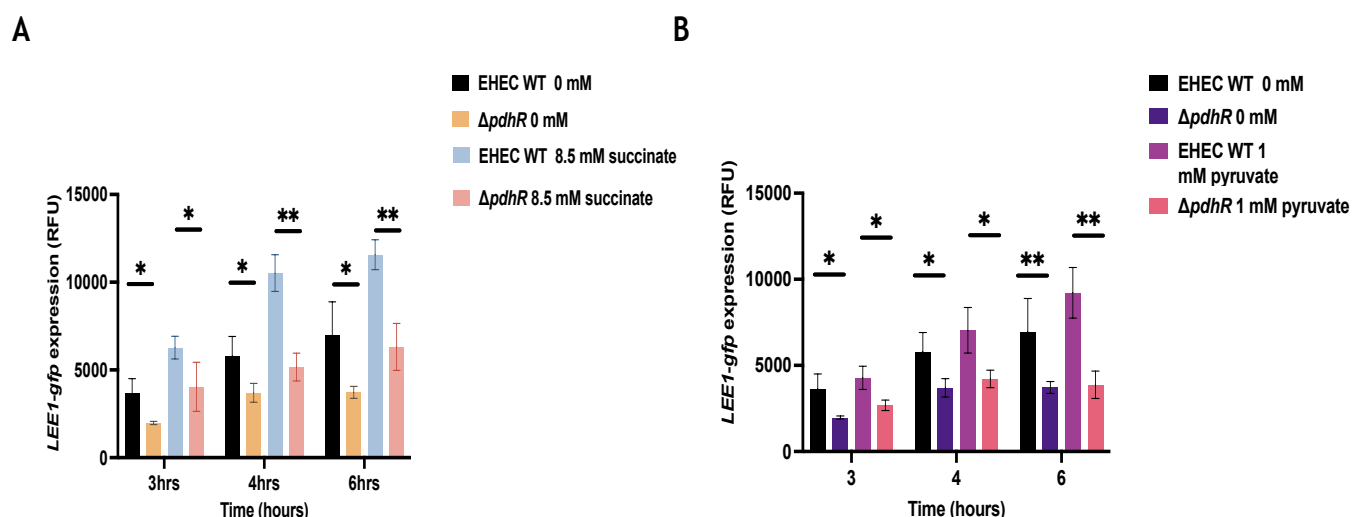 A
EHEC WT 0 mM
ΔpdhR 0 mM
EHEC WT 8.5 mM succinate
ΔpdhR 8.5 mM succinate
LEE1-gfp expression (RFU)
15000
10000
5000
0
*
*
*
**
*
**
3hrs
4hrs
6hrs
Time (hours)
B
EHEC WT 0 mM
ΔpdhR 0 mM
EHEC WT 1
mM pyruvate
ΔpdhR 1 mM pyruvate
LEE1-gfp expression (RFU)
15000
10000
5000
0
*
*
*
*
**
**
3
4
6
Time (hours)